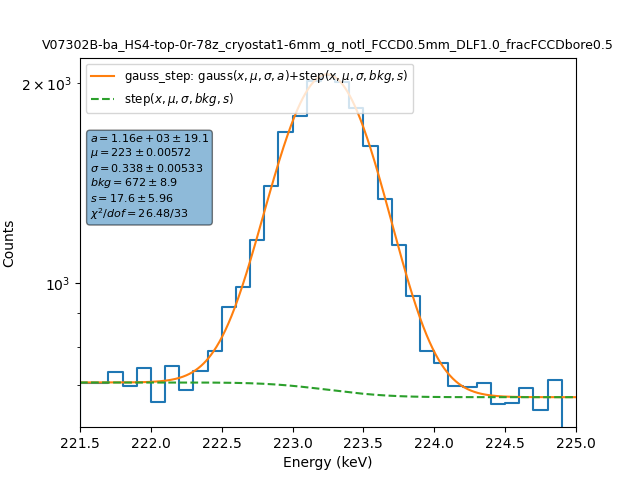 V07302B-ba_HS4-top-0r-78z_cryostat1-6mm_g_notl_FCCD0.5mm_DLF1.0_fracFCCDbore0.5
gauss_step: gauss(x, μ, σ, a)+step(x, μ, σ, bkg, s)
step(x, μ, σ, bkg, s)
a = 1.16e + 03 ± 19.1
μ = 223 ± 0.00572
σ = 0.338 ± 0.00533
bkg = 672 ± 8.9
s = 17.6 ± 5.96
χ²/dof = 26.48/33
2 × 10³
10³
Counts
221.5 222.0 222.5 223.0 223.5 224.0 224.5 225.0
Energy (keV)